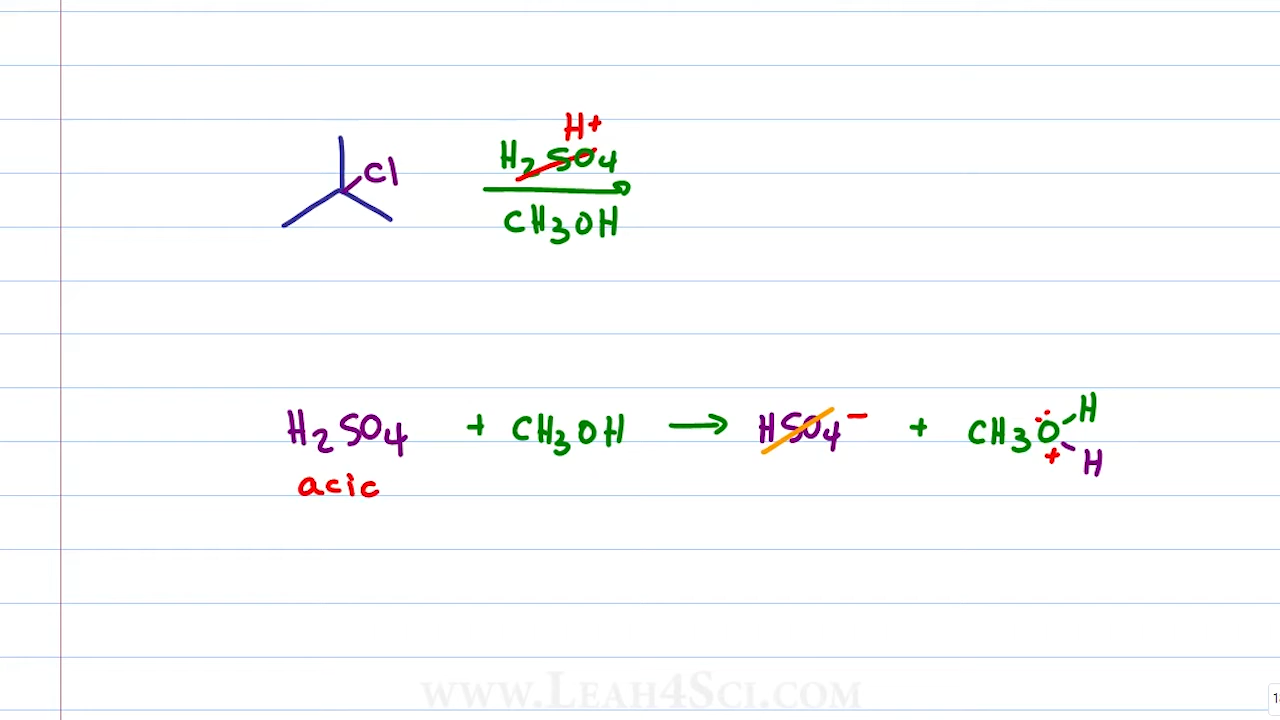 H+
Cl H2SO4
CH3OH
H2SO4 + CH3OH → HSO4⁻ + CH3O H
+ H
acic
www.Leah4Sci.com